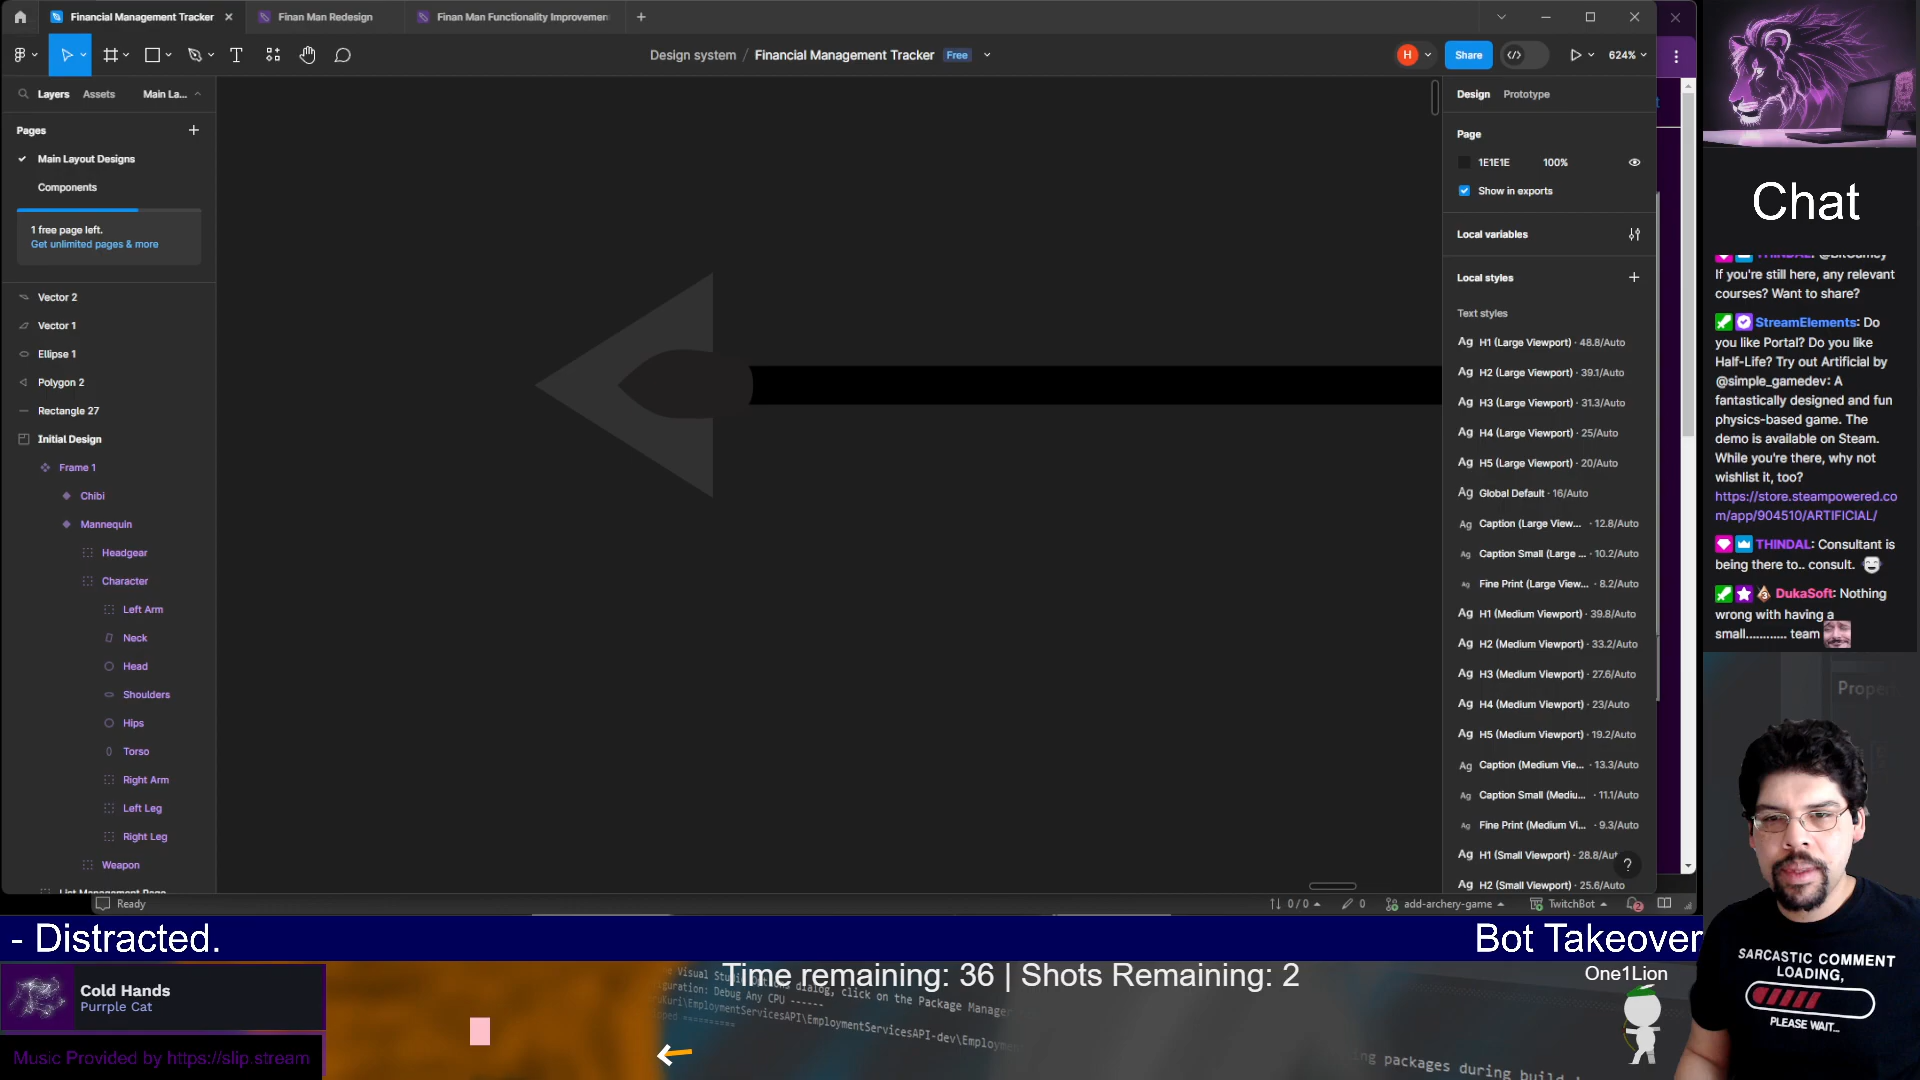 Financial Management Tracker
Finan Man Redesign
Finan Man Functionality Improvemen
Design system / Financial Management Tracker Free
H
Share
624%
Layers
Assets
Main La...
Pages
Main Layout Designs
Components
1 free page left.
Get unlimited pages & more
Vector 2
Vector 1
Ellipse 1
Polygon 2
Rectangle 27
Initial Design
Frame 1
Chibi
Mannequin
Headgear
Character
Left Arm
Neck
Head
Shoulders
Hips
Torso
Right Arm
Left Leg
Right Leg
Weapon
List Management Page
Design
Prototype
Page
1E1E1E 100%
Show in exports
Local variables
Local styles
Text styles
Ag H1 (Large Viewport) · 48.8/Auto
Ag H2 (Large Viewport) · 39.1/Auto
Ag H3 (Large Viewport) · 31.3/Auto
Ag H4 (Large Viewport) · 25/Auto
Ag H5 (Large Viewport) · 20/Auto
Ag Global Default · 16/Auto
Ag Caption (Large View... · 12.8/Auto
Ag Caption Small (Large ... · 10.2/Auto
Ag Fine Print (Large View... · 8.2/Auto
Ag H1 (Medium Viewport) · 39.8/Auto
Ag H2 (Medium Viewport) · 33.2/Auto
Ag H3 (Medium Viewport) · 27.6/Auto
Ag H4 (Medium Viewport) · 23/Auto
Ag H5 (Medium Viewport) · 19.2/Auto
Ag Caption (Medium Vie... · 13.3/Auto
Ag Caption Small (Mediu... · 11.1/Auto
Ag Fine Print (Medium Vi... · 9.3/Auto
Ag H1 (Small Viewport) · 28.8/Aut
Ag H2 (Small Viewport) · 25.6/Auto
?
Ready
0/0
0
add-archery-game
TwitchBot
2
Chat
THINDAL: @BitGamey
If you're still here, any relevant
courses? Want to share?
StreamElements: Do
you like Portal? Do you like
Half-Life? Try out Artificial by
@simple_gamedev: A
fantastically designed and fun
physics-based game. The
demo is available on Steam.
While you're there, why not
wishlist it, too?
https://store.steampowered.co
m/app/904510/ARTIFICIAL/
THINDAL: Consultant is
being there to.. consult.
DukaSoft: Nothing
wrong with having a
small............ team
- Distracted.
Bot Takeover
Cold Hands
Purrple Cat
Music Provided by https://slip.stream
Time remaining: 36 | Shots Remaining: 2
One1Lion
SARCASTIC COMMENT
LOADING,
PLEASE WAIT...